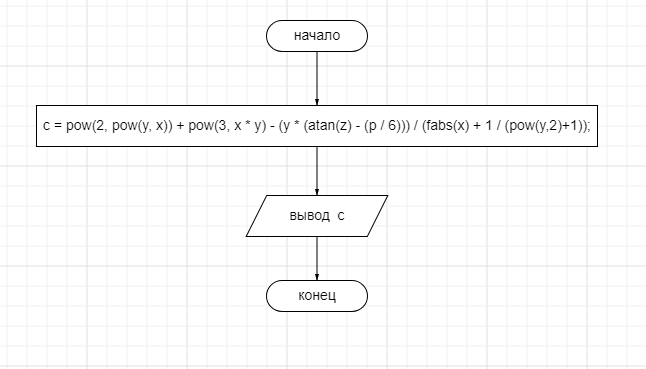 начало
c = pow(2, pow(y, x)) + pow(3, x * y) - (y * (atan(z) - (p / 6))) / (fabs(x) + 1 / (pow(y,2)+1));
вывод c
конец